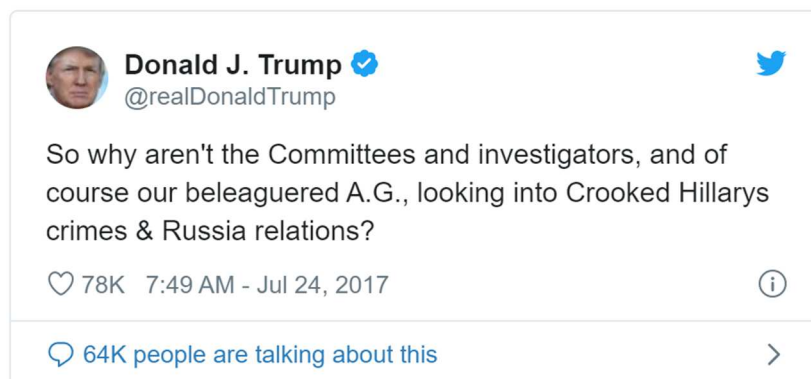 Donald J. Trump
@realDonaldTrump
So why aren't the Committees and investigators, and of
course our beleaguered A.G., looking into Crooked Hillarys
crimes & Russia relations?
78K 7:49 AM - Jul 24, 2017
64K people are talking about this